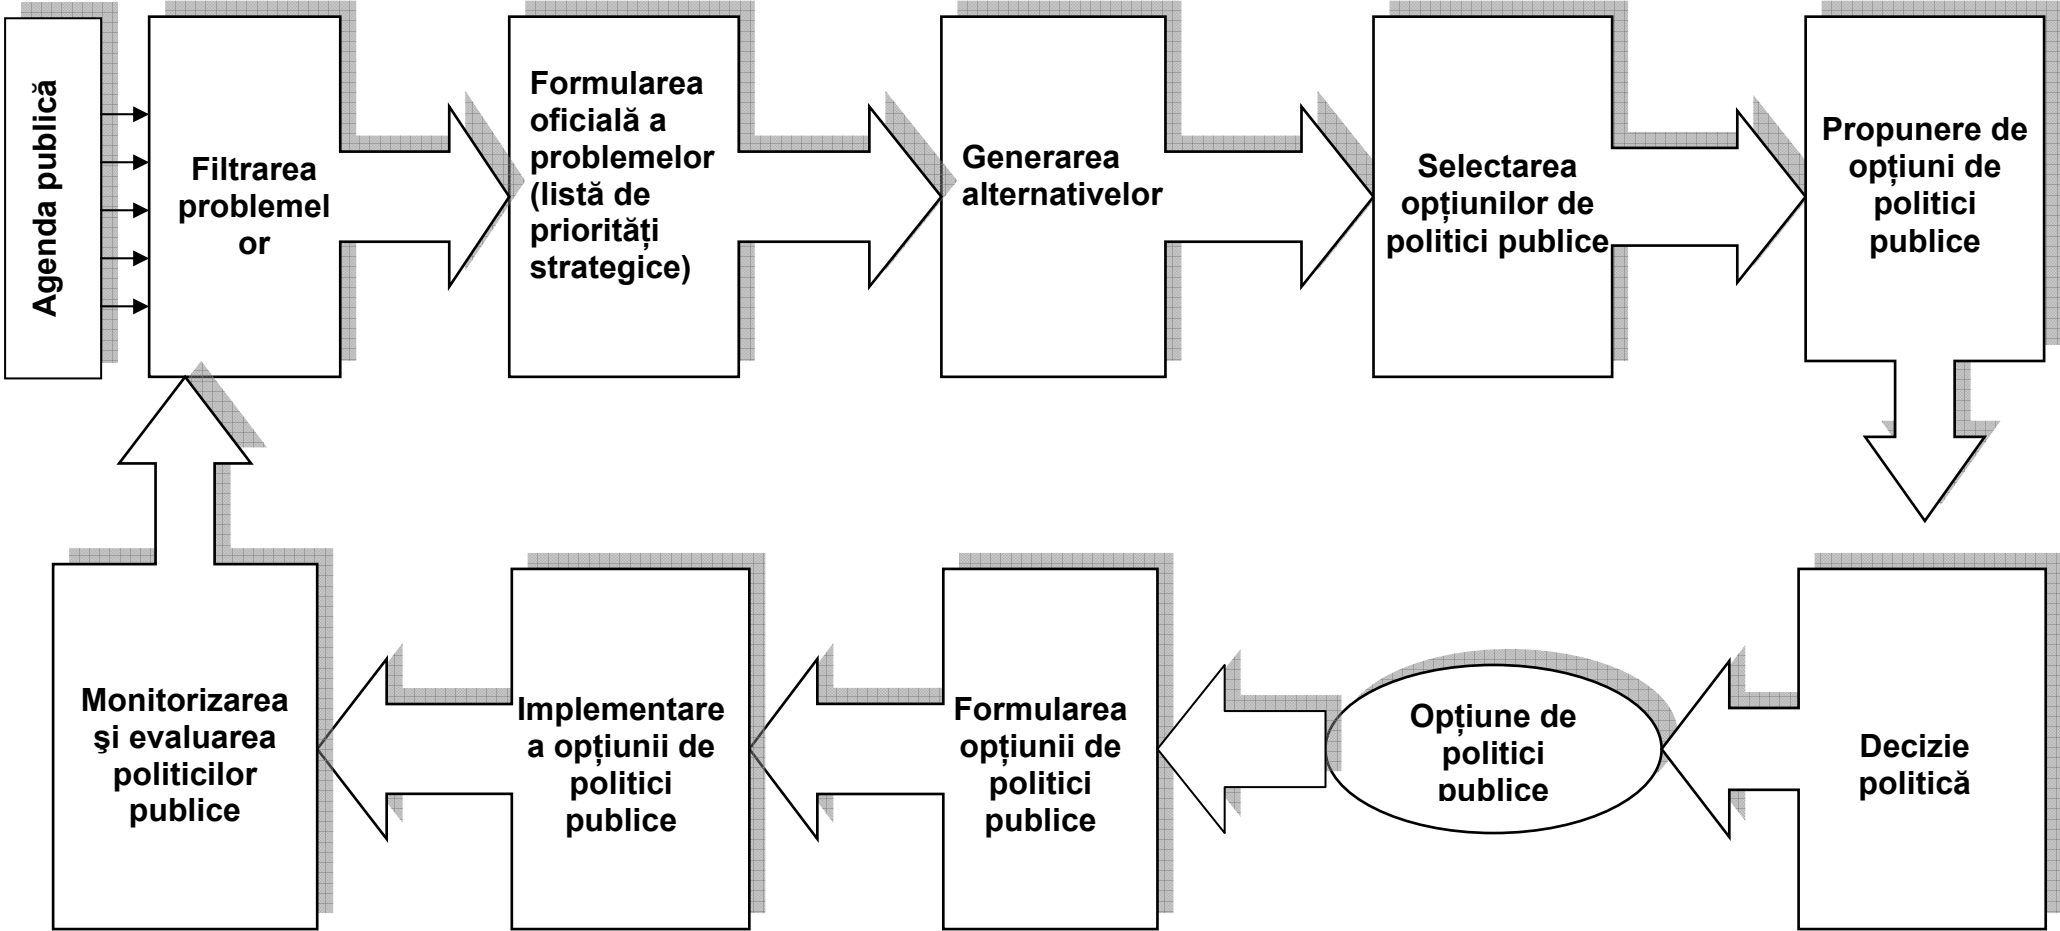 Agenda publică
Filtrarea
problemel
or
Formularea
oficială a
problemelor
(listă de
priorități
strategice)
Generarea
alternativelor
Selectarea
opțiunilor de
politici publice
Propunere de
opțiuni de
politici
publice
Decizie
politică
Opțiune de
politici
publice
Formularea
opțiunii de
politici
publice
Implementare
a opțiunii de
politici
publice
Monitorizarea
şi evaluarea
politicilor
publice